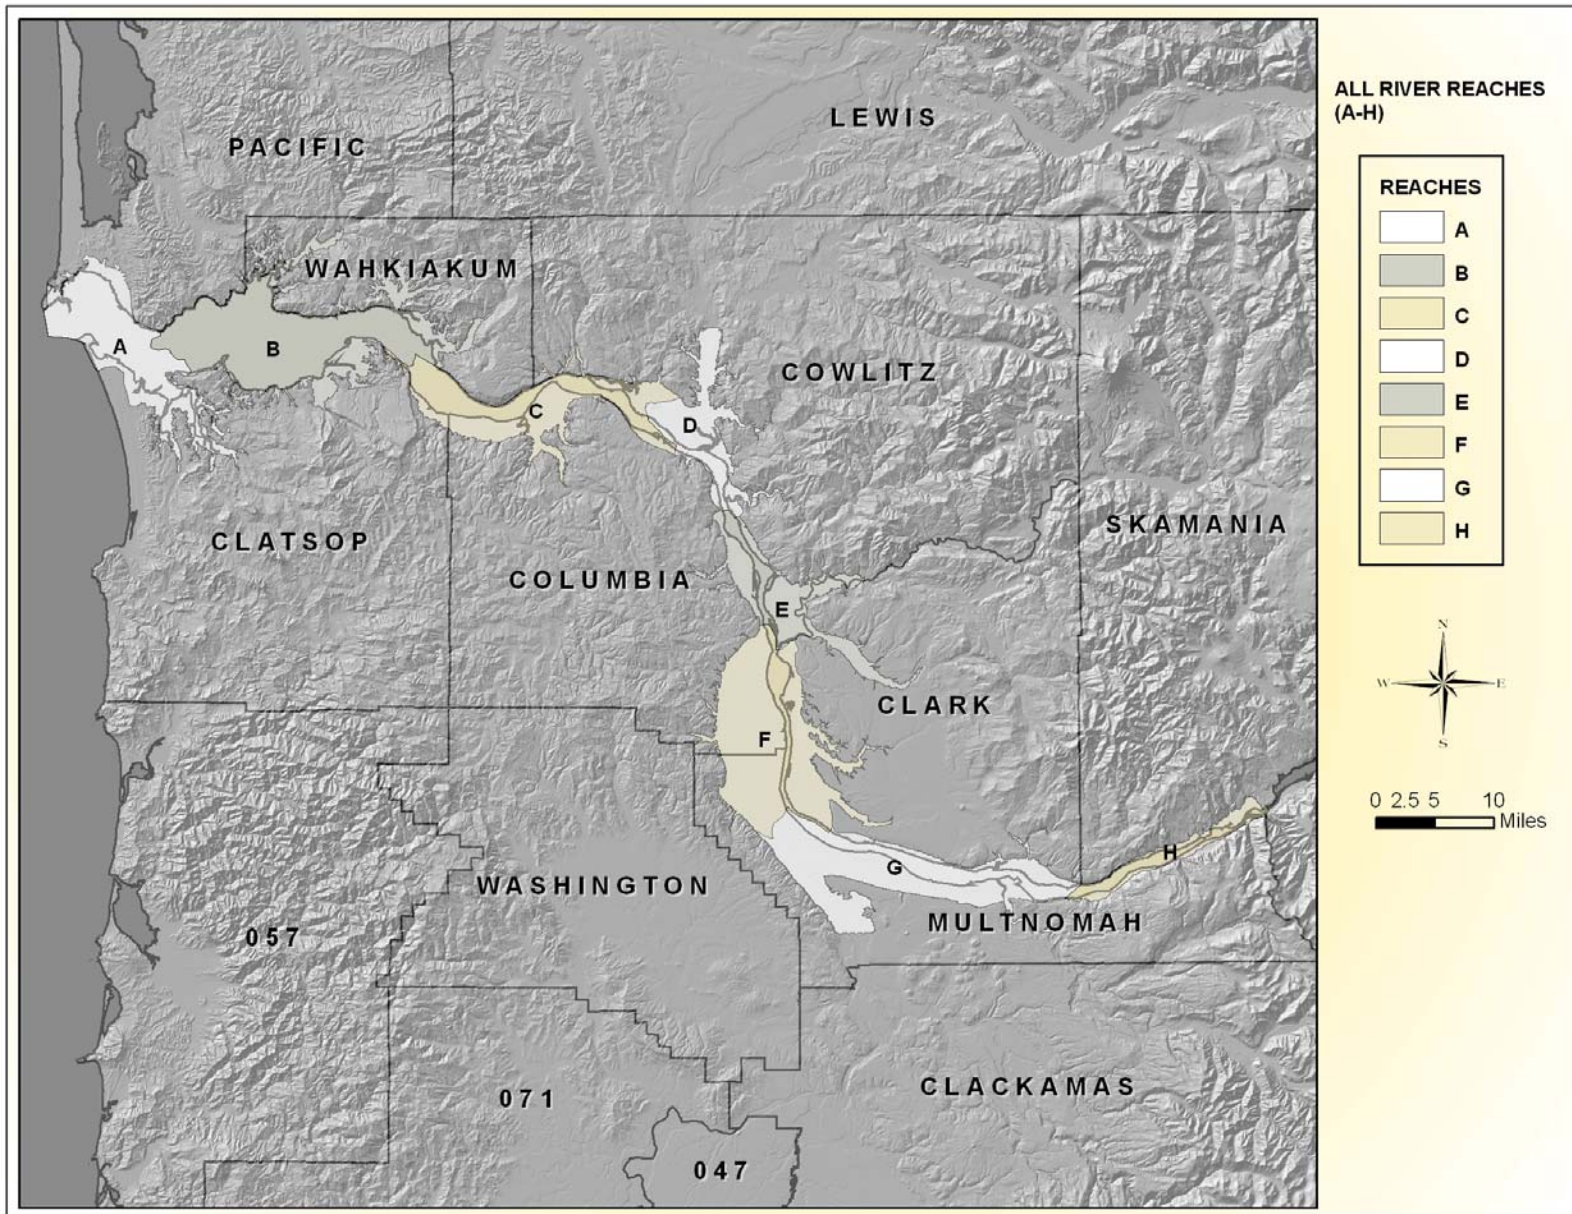 PACIFIC
LEWIS
WAHKIAKUM
A
B
C
D
COWLITZ
CLATSOP
COLUMBIA
SKAMANIA
E
CLARK
F
G
H
WASHINGTON
MULTNOMAH
057
071
CLACKAMAS
047
ALL RIVER REACHES
(A-H)
REACHES
A
B
C
D
E
F
G
H
N
W E
S
0 2.5 5 10
Miles